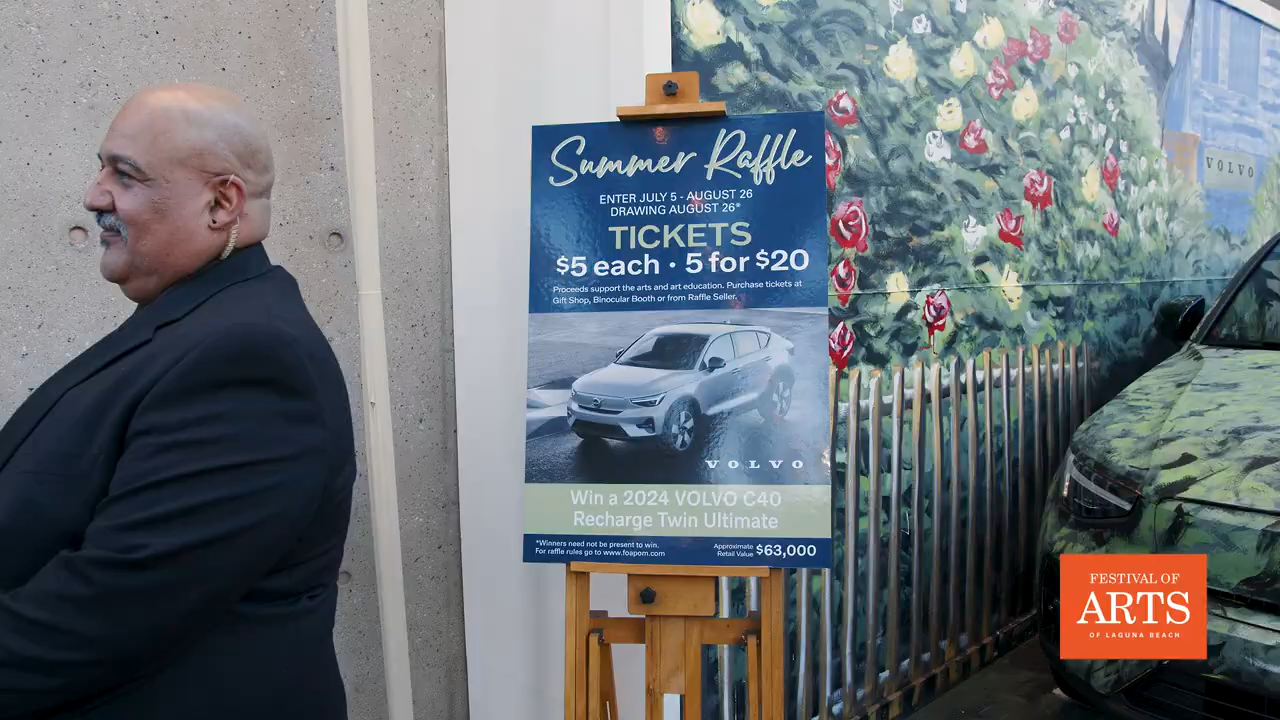 Summer Raffle
ENTER JULY 5 - AUGUST 26
DRAWING AUGUST 26*
TICKETS
$5 each · 5 for $20
Proceeds support the arts and art education. Purchase tickets at
Gift Shop, Binocular Booth or from Raffle Seller.
VOLVO
Win a 2024 VOLVO C40
Recharge Twin Ultimate
*Winners need not be present to win.
For raffle rules go to www.foapom.com
Approximate
Retail Value $63,000
VOLVO
FESTIVAL OF
ARTS
OF LAGUNA BEACH